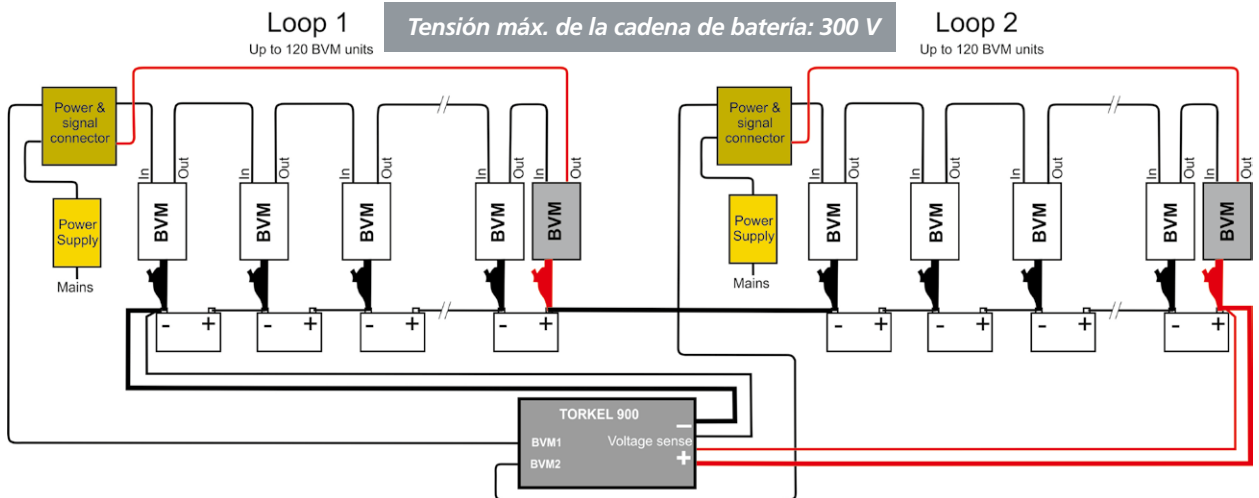 Loop 1
Up to 120 BVM units
Tensión máx. de la cadena de batería: 300 V
Loop 2
Up to 120 BVM units
Power &
signal
connector
In
Out
In
Out
In
Out
In
Out
In
Out
BVM
BVM
BVM
BVM
BVM
Power
Supply
Mains
- +
- +
- +
- +
Power &
signal
connector
In
Out
In
Out
In
Out
In
Out
In
Out
BVM
BVM
BVM
BVM
BVM
Power
Supply
Mains
- +
- +
- +
- +
TORKEL 900
−
BVM1
Voltage sense
BVM2
+